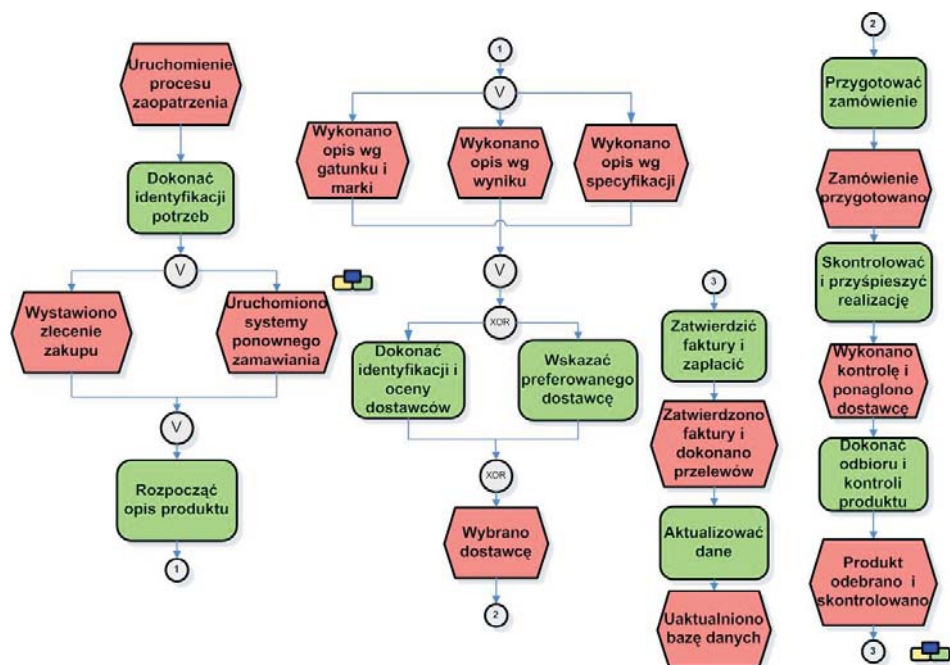 Uruchomienie
procesu
zaopatrzenia
Dokonać
identyfikacji
potrzeb
V
Wystawiono
zlecenie
zakupu
Uruchomiono
systemy
ponownego
zamawiania
V
Rozpocząć
opis produktu
1
1
V
Wykonano
opis wg
gatunku i
marki
Wykonano
opis wg
wyniku
Wykonano
opis wg
specyfikacji
V
XOR
Dokonać
identyfikacji i
oceny
dostawców
Wskazać
preferowanego
dostawcę
XOR
Wybrano
dostawcę
2
3
Zatwierdzić
faktury i
zapłacić
Zatwierdzono
faktury i
dokonano
przelewów
Aktualizować
dane
Uaktualniono
bazę danych
2
Przygotować
zamówienie
Zamówienie
przygotowano
Skontrolować
i przyśpieszyć
realizację
Wykonano
kontrolę i
ponaglono
dostawcę
Dokonać
odbioru i
kontroli
produktu
Produkt
odebrano i
skontrolowano
3